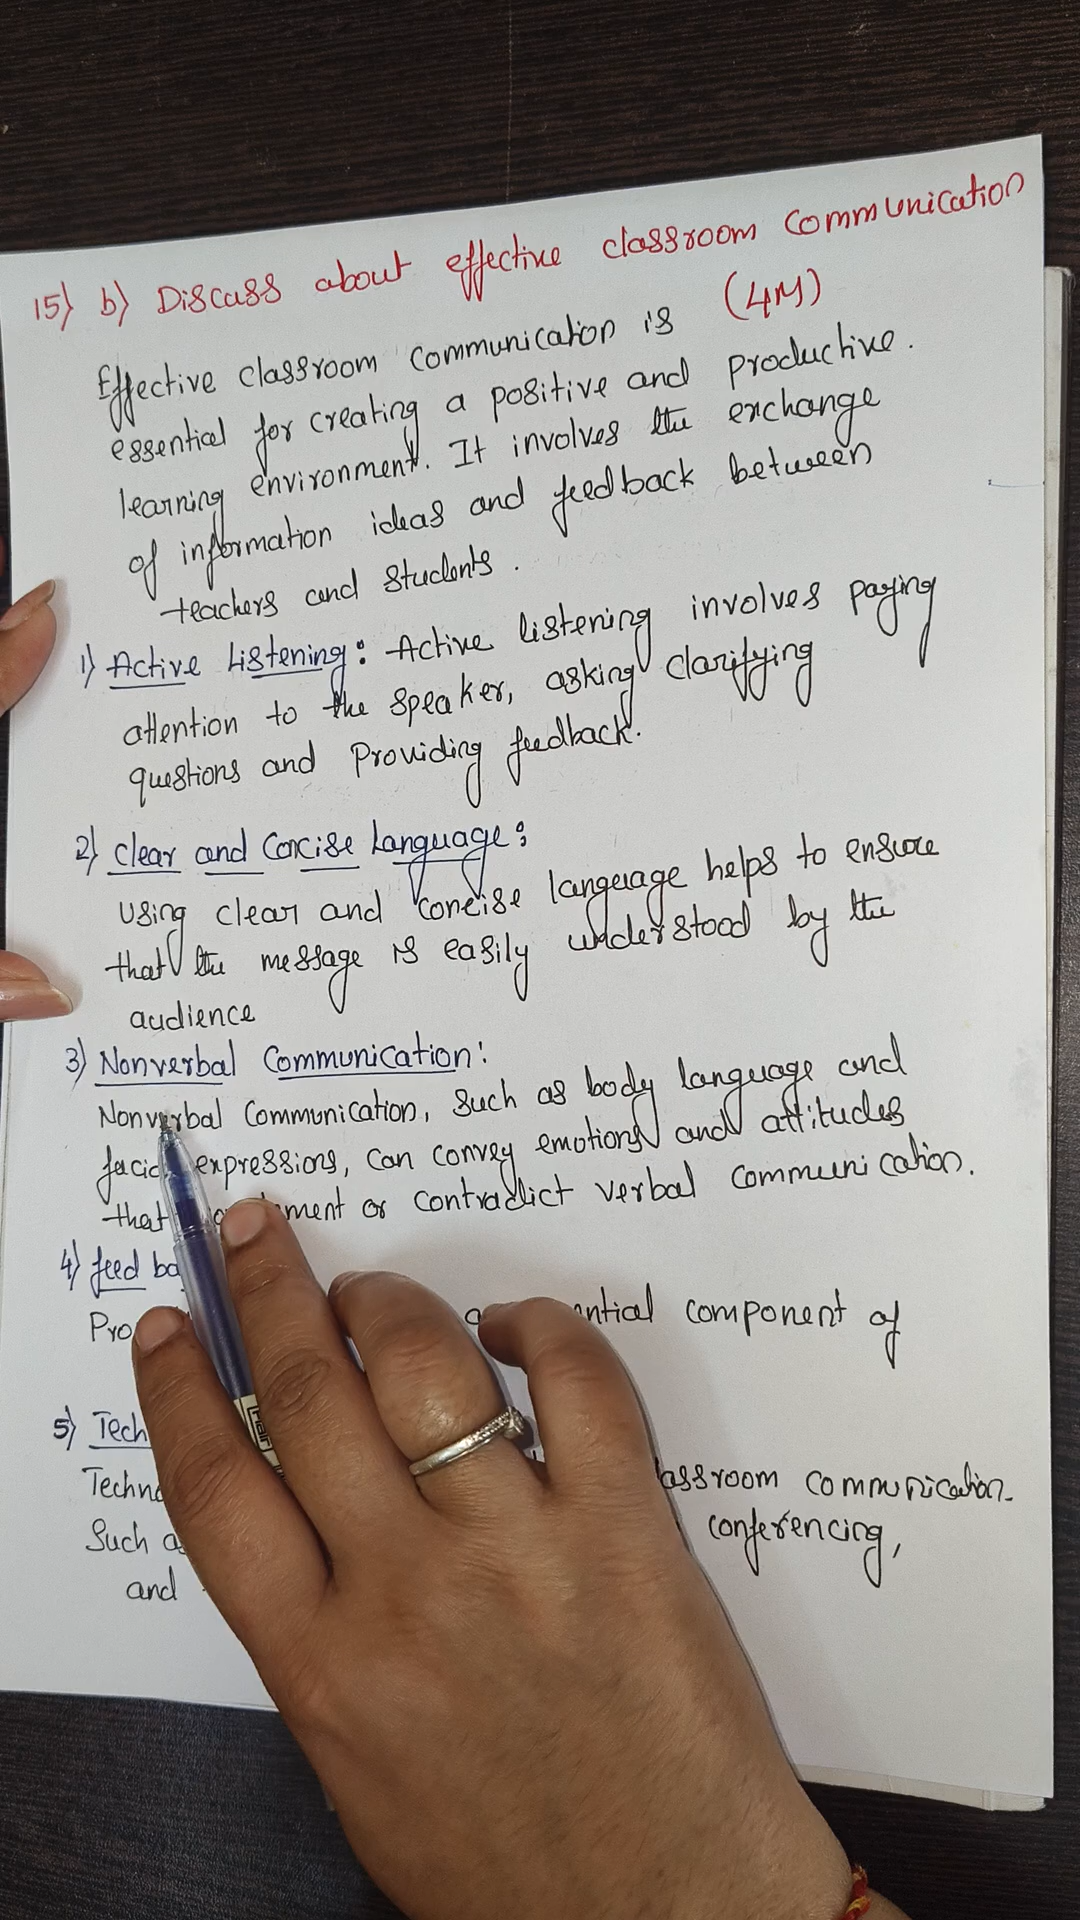 15) b) Discuss about effective classroom communication
(4M)
Effective classroom communication is
essential for creating a positive and productive.
learning environment. It involves the exchange
of information ideas and feedback between
teachers and students.
1) Active Listening: Active listening involves paying
attention to the speaker, asking clarifying
questions and Providing feedback.
2) clear and Concise Language:
Using clear and concise language helps to ensure
that the message is easily understood by the
audience
3) Nonverbal Communication:
Nonverbal Communication, Such as body language and
expressions, can convey emotions and attitudes
that or contradict verbal communication.
4) feed
component of
5)
classroom communication
Such conferencing,
and